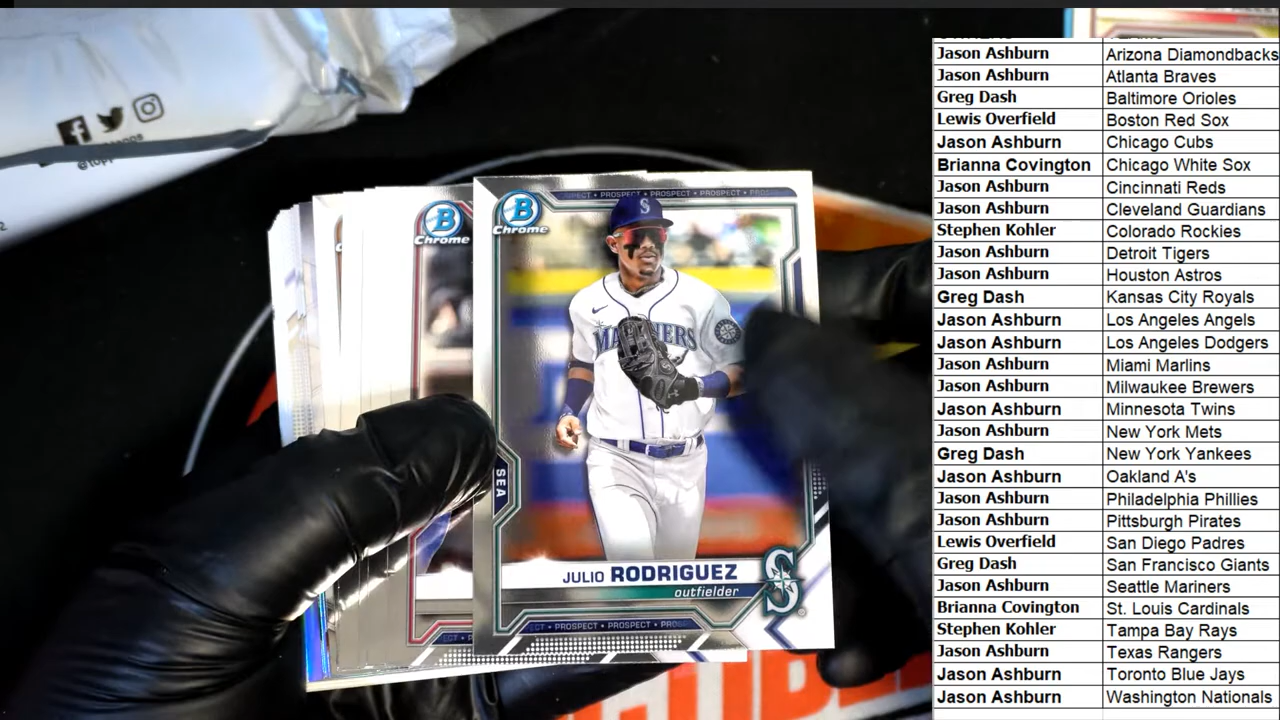 B
Chrome
B
Chrome
PROSPECT • PROSPECT • PROSPECT
S
MARINERS
SEA
JULIO RODRIGUEZ
outfielder
S
PROSPECT • PROSPECT
Jason Ashburn Arizona Diamondbacks
Jason Ashburn Atlanta Braves
Greg Dash Baltimore Orioles
Lewis Overfield Boston Red Sox
Jason Ashburn Chicago Cubs
Brianna Covington Chicago White Sox
Jason Ashburn Cincinnati Reds
Jason Ashburn Cleveland Guardians
Stephen Kohler Colorado Rockies
Jason Ashburn Detroit Tigers
Jason Ashburn Houston Astros
Greg Dash Kansas City Royals
Jason Ashburn Los Angeles Angels
Jason Ashburn Los Angeles Dodgers
Jason Ashburn Miami Marlins
Jason Ashburn Milwaukee Brewers
Jason Ashburn Minnesota Twins
Jason Ashburn New York Mets
Greg Dash New York Yankees
Jason Ashburn Oakland A's
Jason Ashburn Philadelphia Phillies
Jason Ashburn Pittsburgh Pirates
Lewis Overfield San Diego Padres
Greg Dash San Francisco Giants
Jason Ashburn Seattle Mariners
Brianna Covington St. Louis Cardinals
Stephen Kohler Tampa Bay Rays
Jason Ashburn Texas Rangers
Jason Ashburn Toronto Blue Jays
Jason Ashburn Washington Nationals